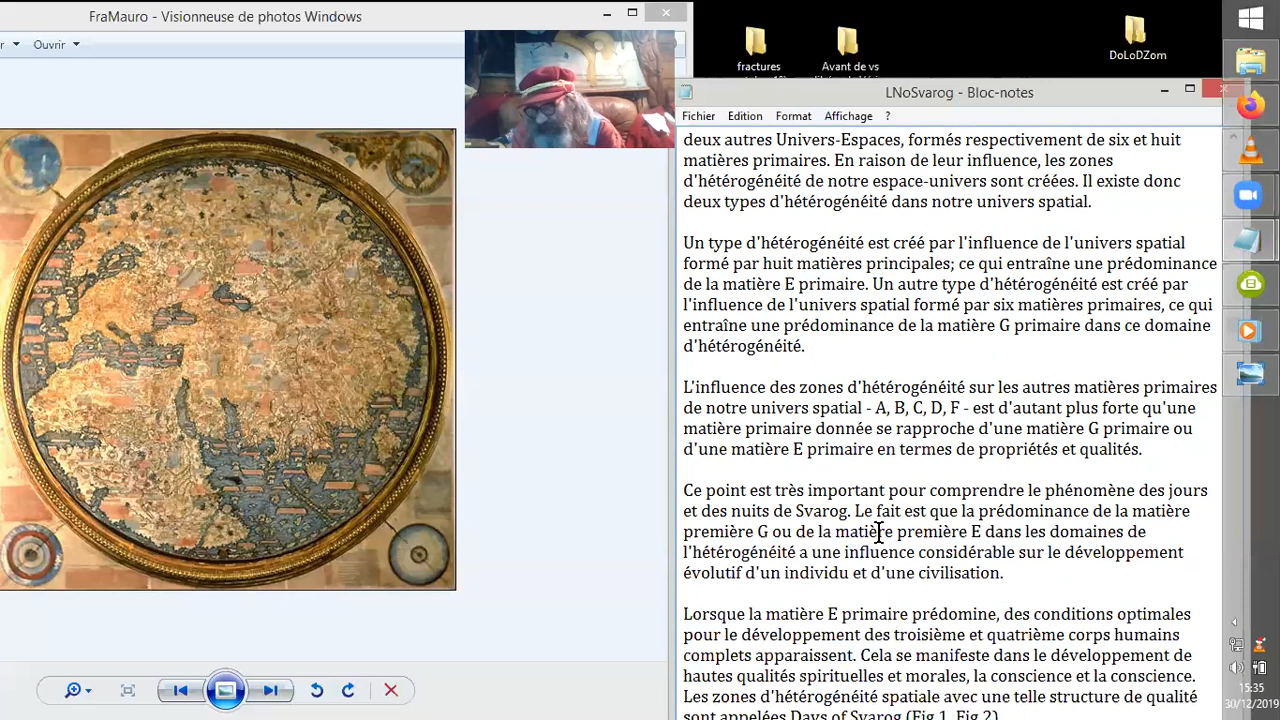 FraMauro - Visionneuse de photos Windows
r
Ouvrir
fractures
Avant de vs
DoLoDZom
LNoSvarog - Bloc-notes
Fichier Edition Format Affichage ?
deux autres Univers-Espaces, formés respectivement de six et huit
matières primaires. En raison de leur influence, les zones
d'hétérogénéité de notre espace-univers sont créées. Il existe donc
deux types d'hétérogénéité dans notre univers spatial.
Un type d'hétérogénéité est créé par l'influence de l'univers spatial
formé par huit matières principales; ce qui entraîne une prédominance
de la matière E primaire. Un autre type d'hétérogénéité est créé par
l'influence de l'univers spatial formé par six matières primaires, ce qui
entraîne une prédominance de la matière G primaire dans ce domaine
d'hétérogénéité.
L'influence des zones d'hétérogénéité sur les autres matières primaires
de notre univers spatial - A, B, C, D, F - est d'autant plus forte qu'une
matière primaire donnée se rapproche d'une matière G primaire ou
d'une matière E primaire en termes de propriétés et qualités.
Ce point est très important pour comprendre le phénomène des jours
et des nuits de Svarog. Le fait est que la prédominance de la matière
première G ou de la matière première E dans les domaines de
l'hétérogénéité a une influence considérable sur le développement
évolutif d'un individu et d'une civilisation.
Lorsque la matière E primaire prédomine, des conditions optimales
pour le développement des troisième et quatrième corps humains
complets apparaissent. Cela se manifeste dans le développement de
hautes qualités spirituelles et morales, la conscience et la conscience.
Les zones d'hétérogénéité spatiale avec une telle structure de qualité
sont appelées Days of Svarog (Fig.1, Fig.2)
15:35
30/12/2019